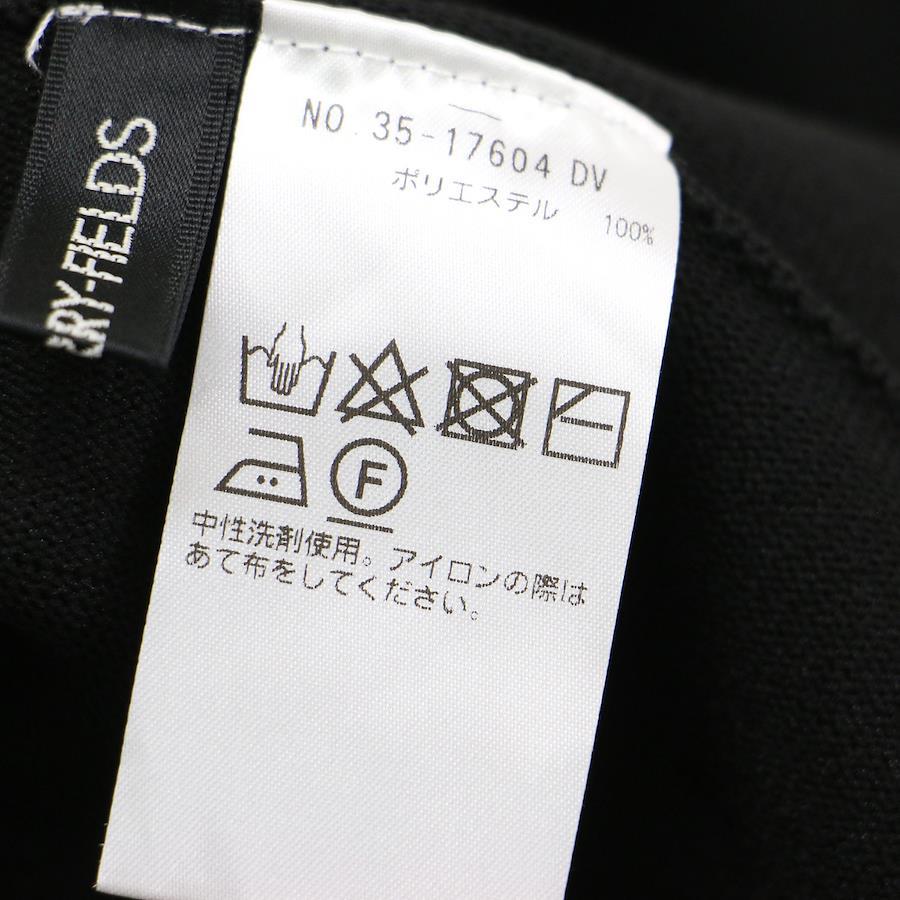 RY-FIELDS
NO. 35-17604 DV
ポリエステル 100%
F
中性洗剤使用。アイロンの際は
あて布をしてください。